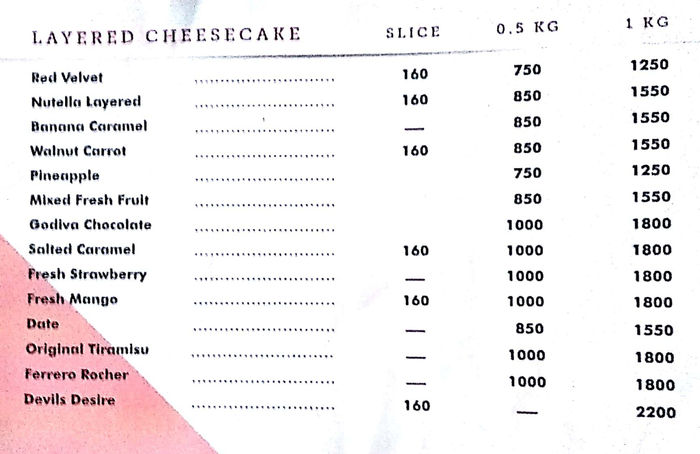 LAYERED CHEESECAKE SLICE 0.5 KG 1 KG
Red Velvet ........................... 160 750 1250
Nutella Layered ........................... 160 850 1550
Banana Caramel ........................... — 850 1550
Walnut Carrot ........................... 160 850 1550
Pineapple ........................... 750 1250
Mixed Fresh Fruit ........................... 850 1550
Godiva Chocolate ........................... 1000 1800
Salted Caramel ........................... 160 1000 1800
Fresh Strawberry ........................... — 1000 1800
Fresh Mango ........................... 160 1000 1800
Date ........................... — 850 1550
Original Tiramisu ........................... — 1000 1800
Ferrero Rocher ........................... — 1000 1800
Devils Desire ........................... 160 — 2200